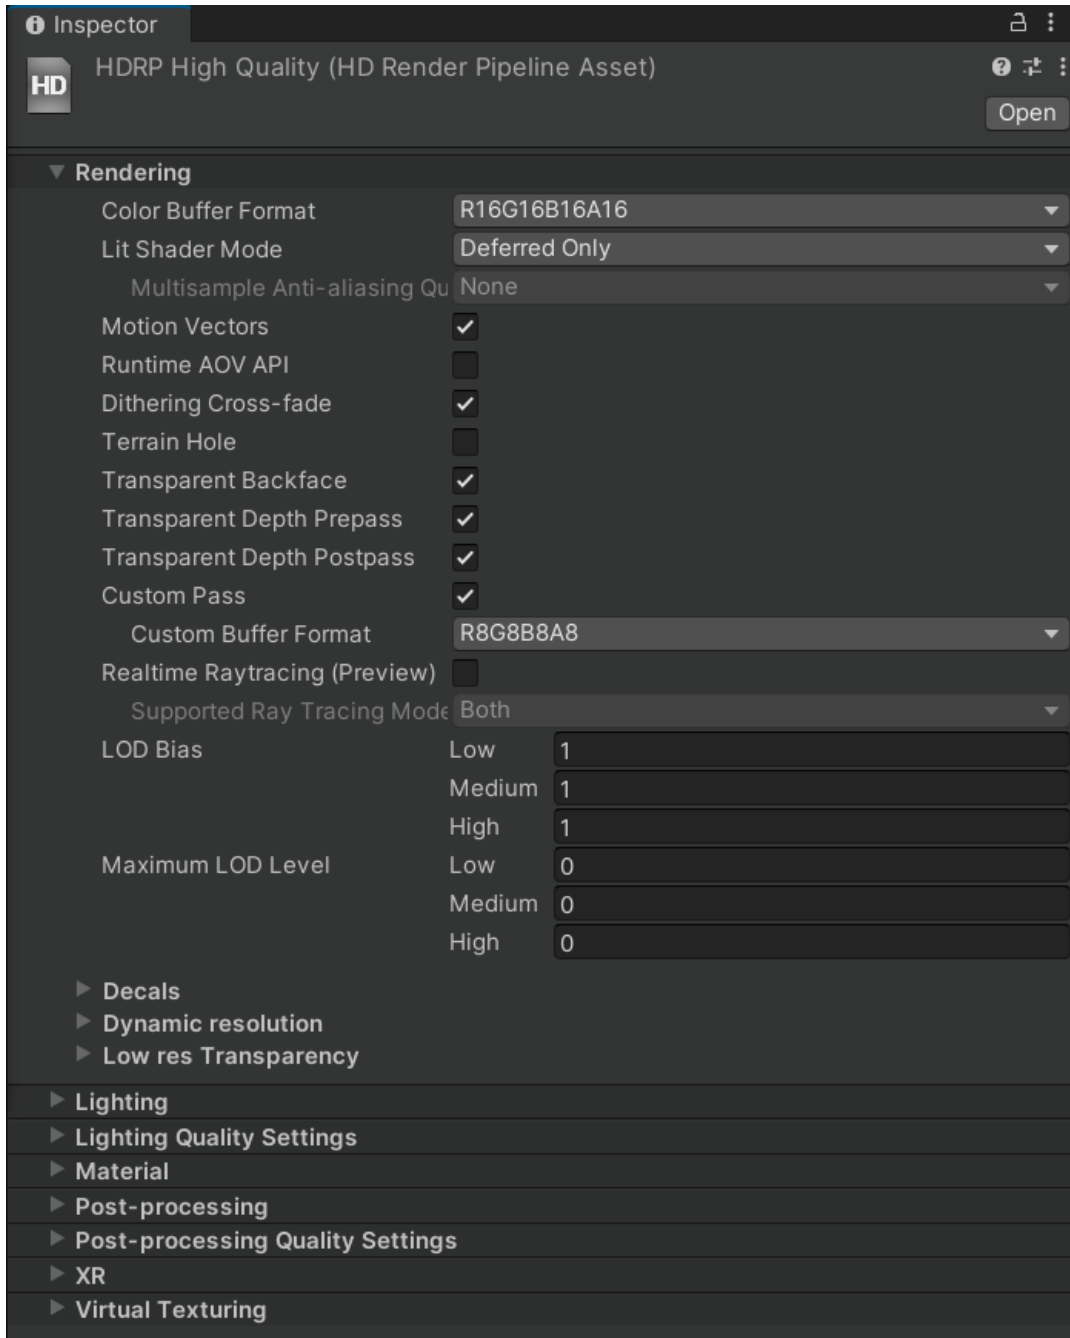 Inspector
HD
HDRP High Quality (HD Render Pipeline Asset)
Open
Rendering
Color Buffer Format R16G16B16A16
Lit Shader Mode Deferred Only
Multisample Anti-aliasing Qu None
Motion Vectors
Runtime AOV API
Dithering Cross-fade
Terrain Hole
Transparent Backface
Transparent Depth Prepass
Transparent Depth Postpass
Custom Pass
Custom Buffer Format R8G8B8A8
Realtime Raytracing (Preview)
Supported Ray Tracing Mode Both
LOD Bias Low 1
Medium 1
High 1
Maximum LOD Level Low 0
Medium 0
High 0
Decals
Dynamic resolution
Low res Transparency
Lighting
Lighting Quality Settings
Material
Post-processing
Post-processing Quality Settings
XR
Virtual Texturing